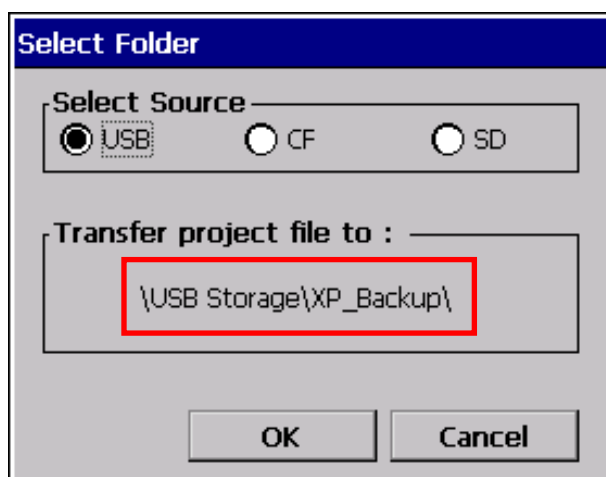 Select Folder
Select Source
USB CF SD
Transfer project file to :
\USB Storage\XP_Backup\
OK Cancel